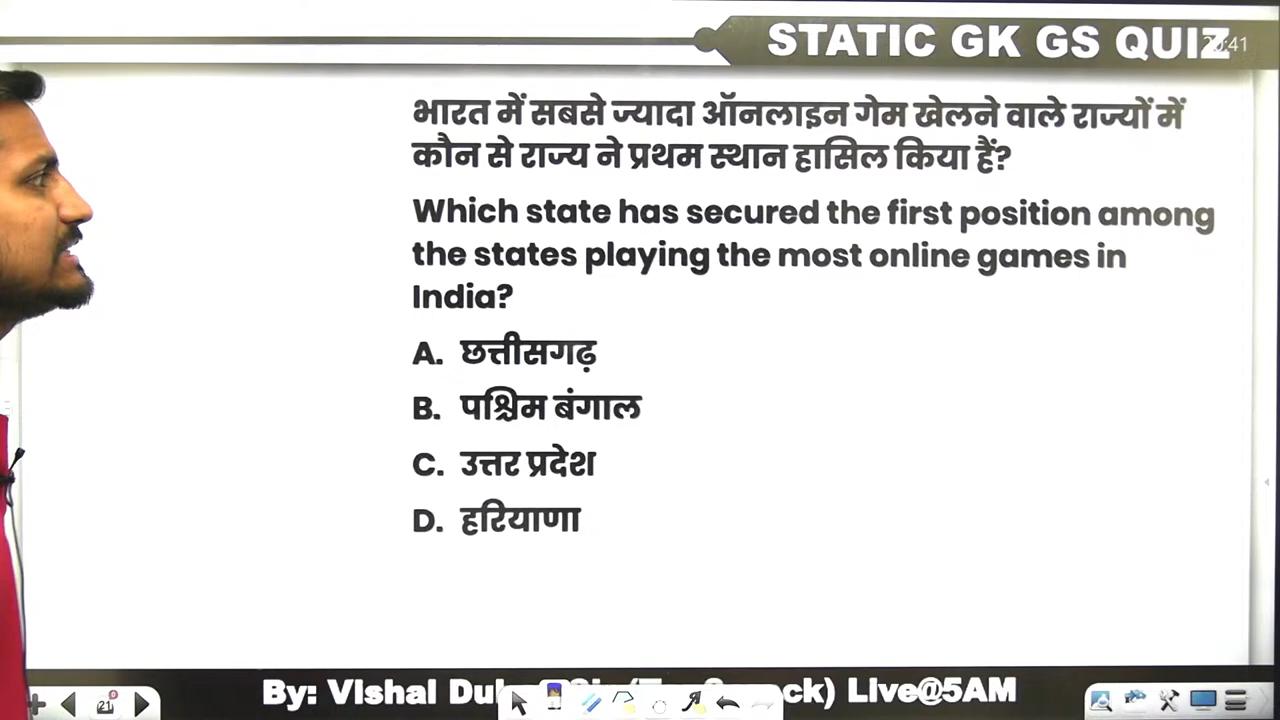 STATIC GK GS QUIZ
:41
भारत में सबसे ज्यादा ऑनलाइन गेम खेलने वाले राज्यों में
कौन से राज्य ने प्रथम स्थान हासिल किया हैं?
Which state has secured the first position among
the states playing the most online games in
India?
A. छत्तीसगढ़
B. पश्चिम बंगाल
C. उत्तर प्रदेश
D. हरियाणा
By: Vishal Live@5AM
21